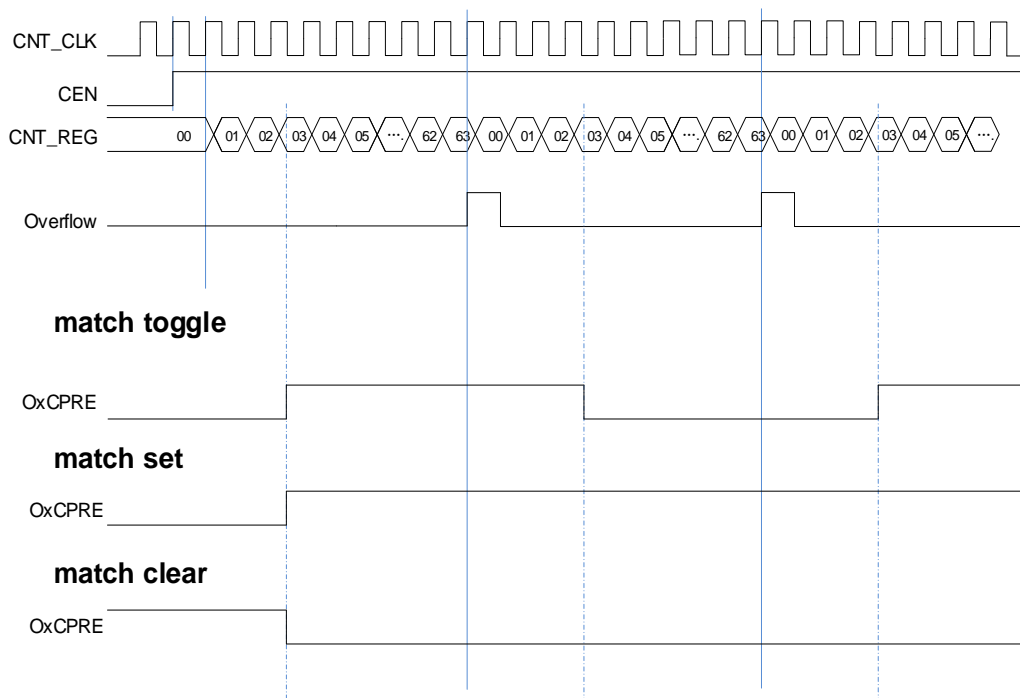 CNT_CLK
CEN
CNT_REG 00 01 02 03 04 05 ···. 62 63 00 01 02 03 04 05 ···. 62 63 00 01 02 03 04 05 ···.
Overflow
match toggle
OxCPRE
match set
OxCPRE
match clear
OxCPRE